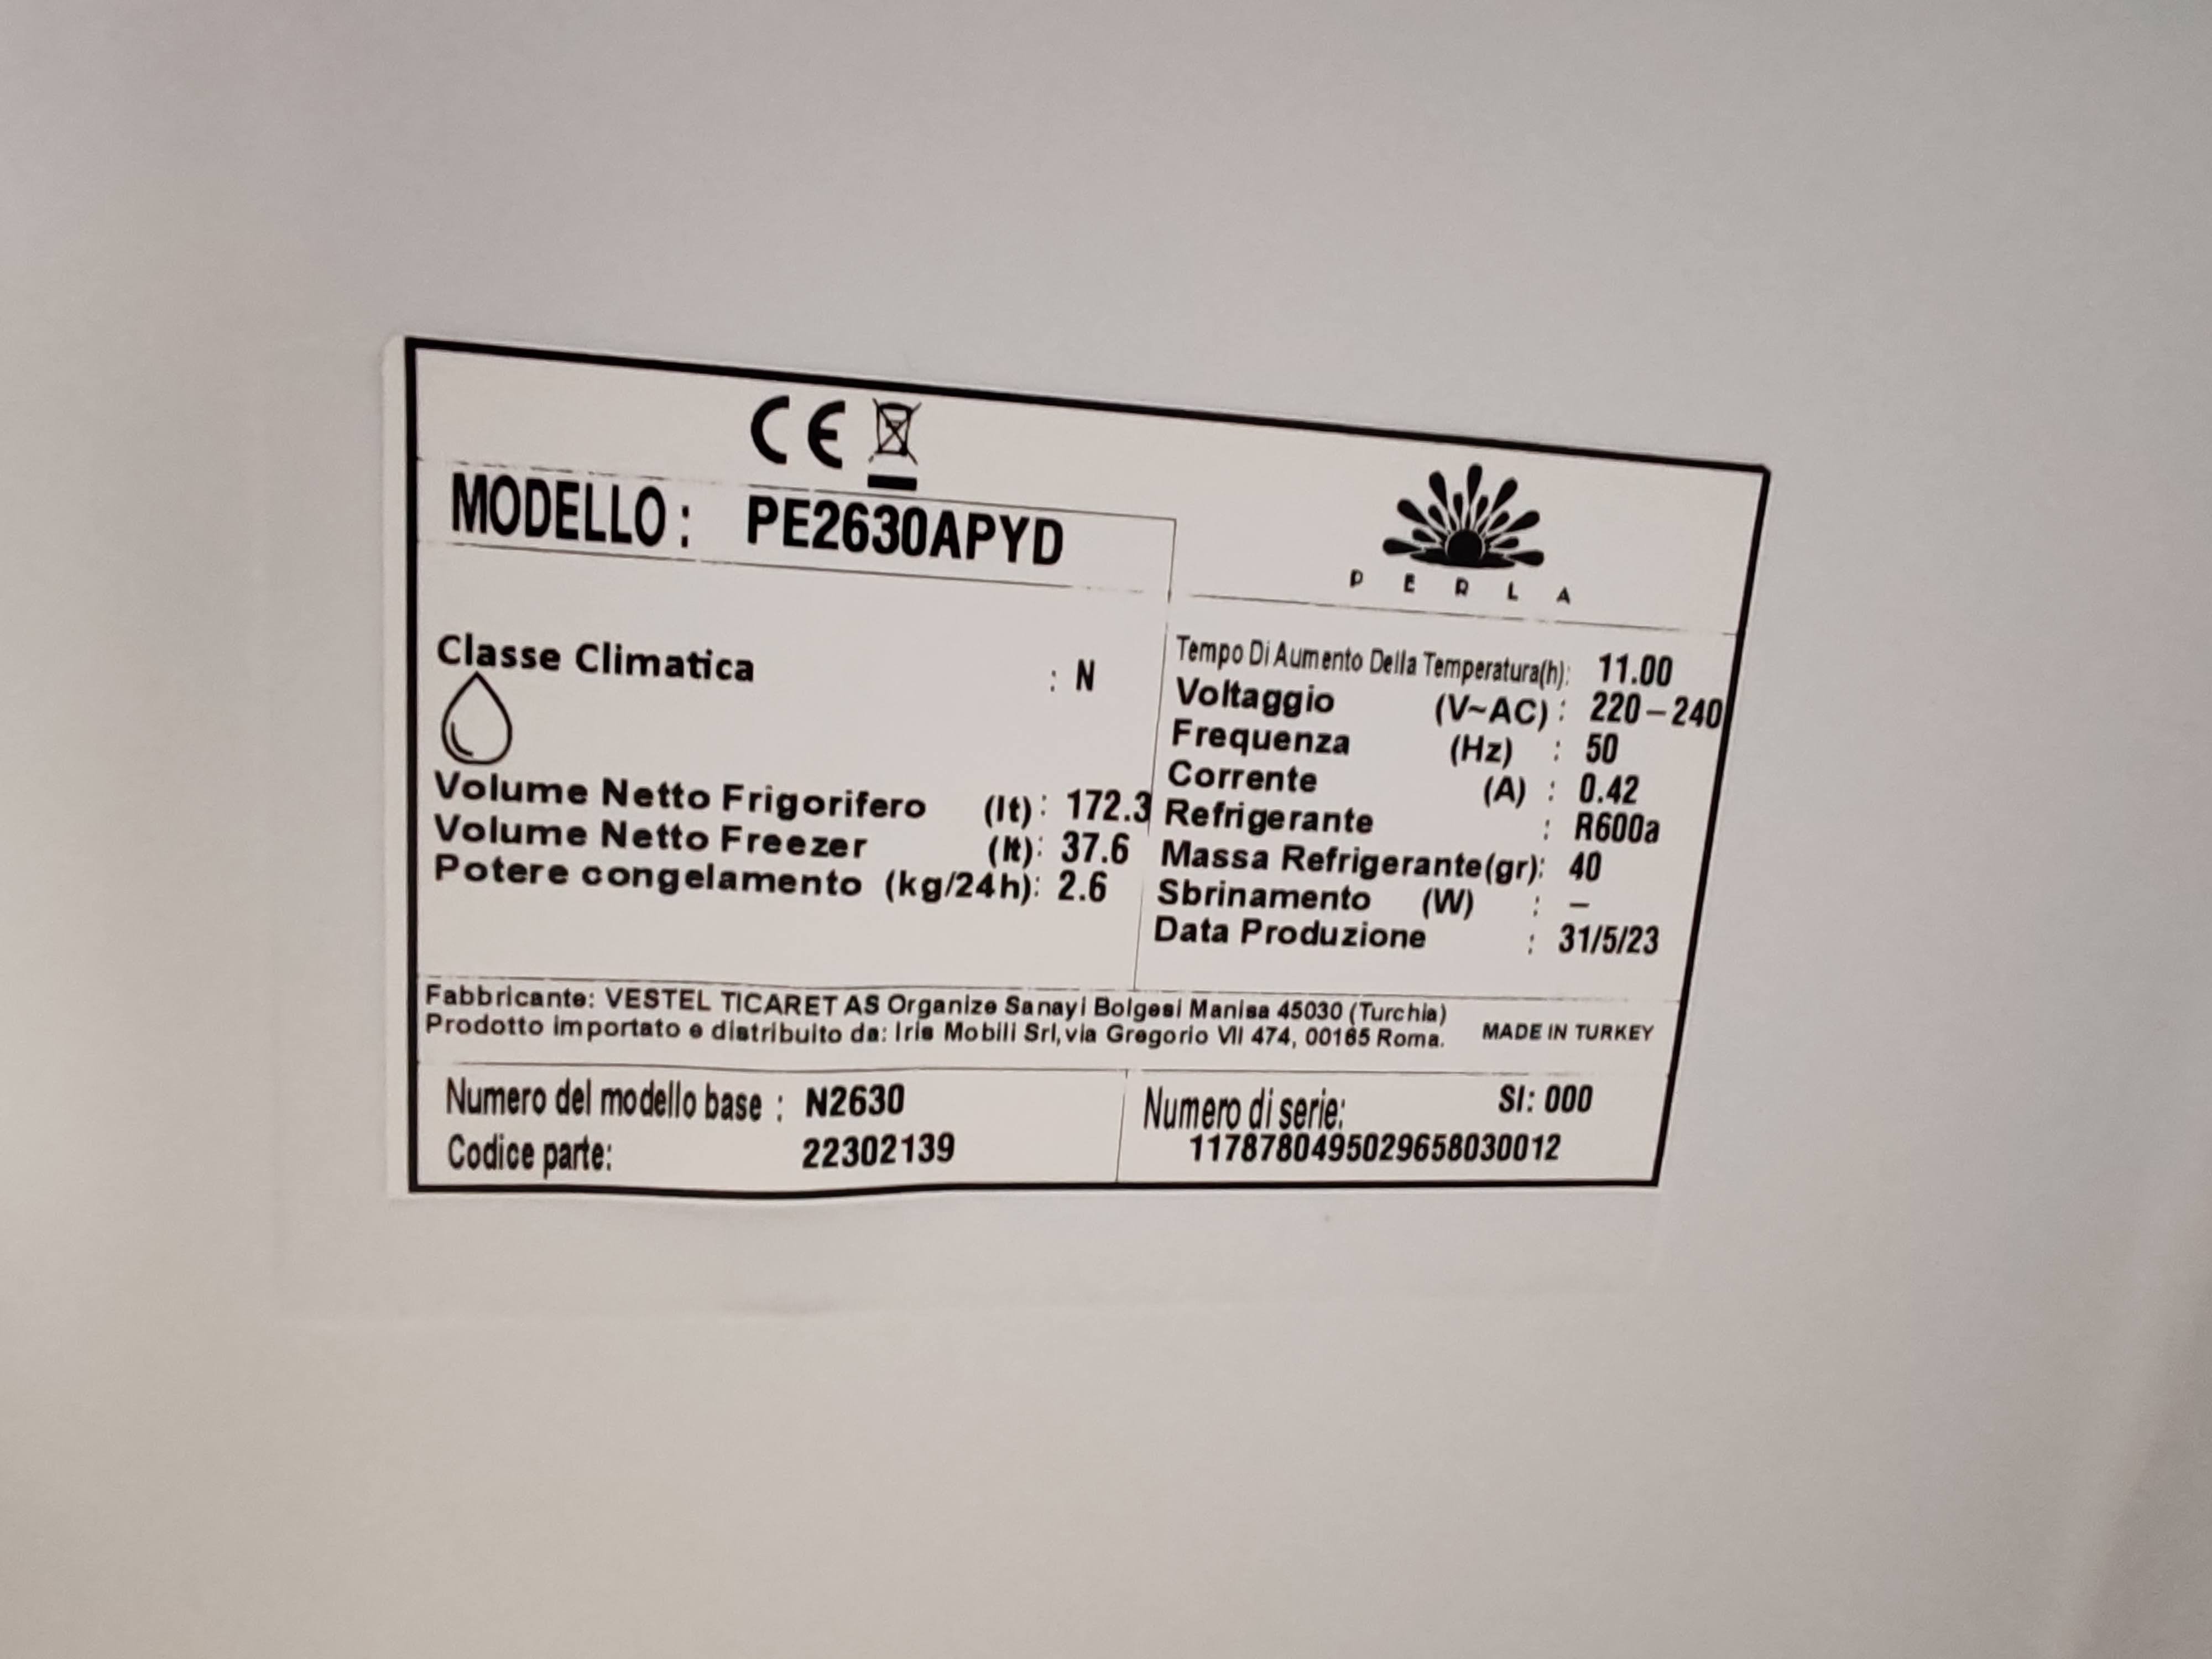 CE
MODELLO : PE2630APYD
PERLA
Classe Climatica : N
Volume Netto Frigorifero (lt) : 172.3
Volume Netto Freezer (lt) : 37.6
Potere congelamento (kg/24h): 2.6
Tempo Di Aumento Della Temperatura(h): 11.00
Voltaggio (V~AC) : 220-240
Frequenza (Hz) : 50
Corrente (A) : 0.42
Refrigerante : R600a
Massa Refrigerante(gr): 40
Sbrinamento (W) : –
Data Produzione : 31/5/23
Fabbricante: VESTEL TICARET AS Organize Sanayi Bolgesi Manisa 45030 (Turchia)
Prodotto importato e distribuito da: Iris Mobili Srl, via Gregorio VII 474, 00165 Roma. MADE IN TURKEY
Numero del modello base : N2630
Codice parte: 22302139
Numero di serie: SI: 000
1178780495029658030012